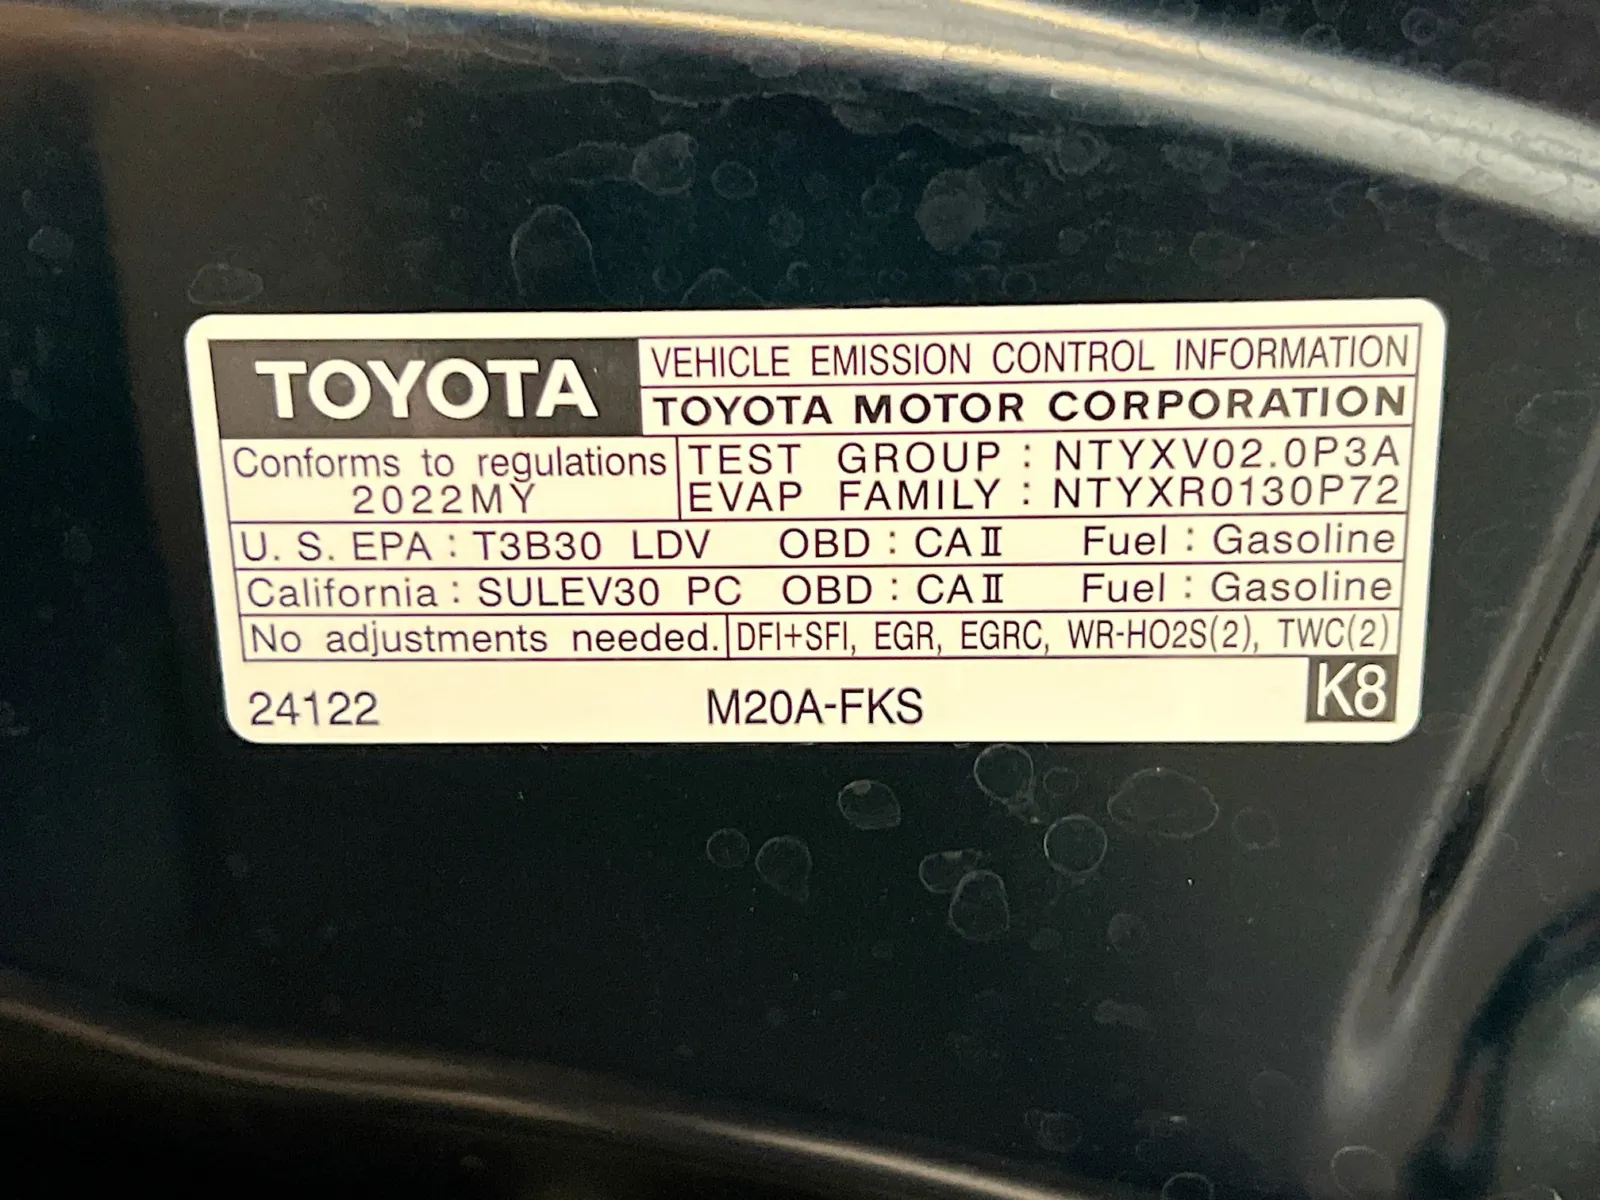 TOYOTA
VEHICLE EMISSION CONTROL INFORMATION
TOYOTA MOTOR CORPORATION
Conforms to regulations
2022MY
TEST GROUP : NTYXV02.0P3A
EVAP FAMILY : NTYXR0130P72
U. S. EPA : T3B30 LDV OBD : CAⅡ Fuel : Gasoline
California : SULEV30 PC OBD : CAⅡ Fuel : Gasoline
No adjustments needed. DFI+SFI, EGR, EGRC, WR-HO2S(2), TWC(2)
24122 M20A-FKS K8